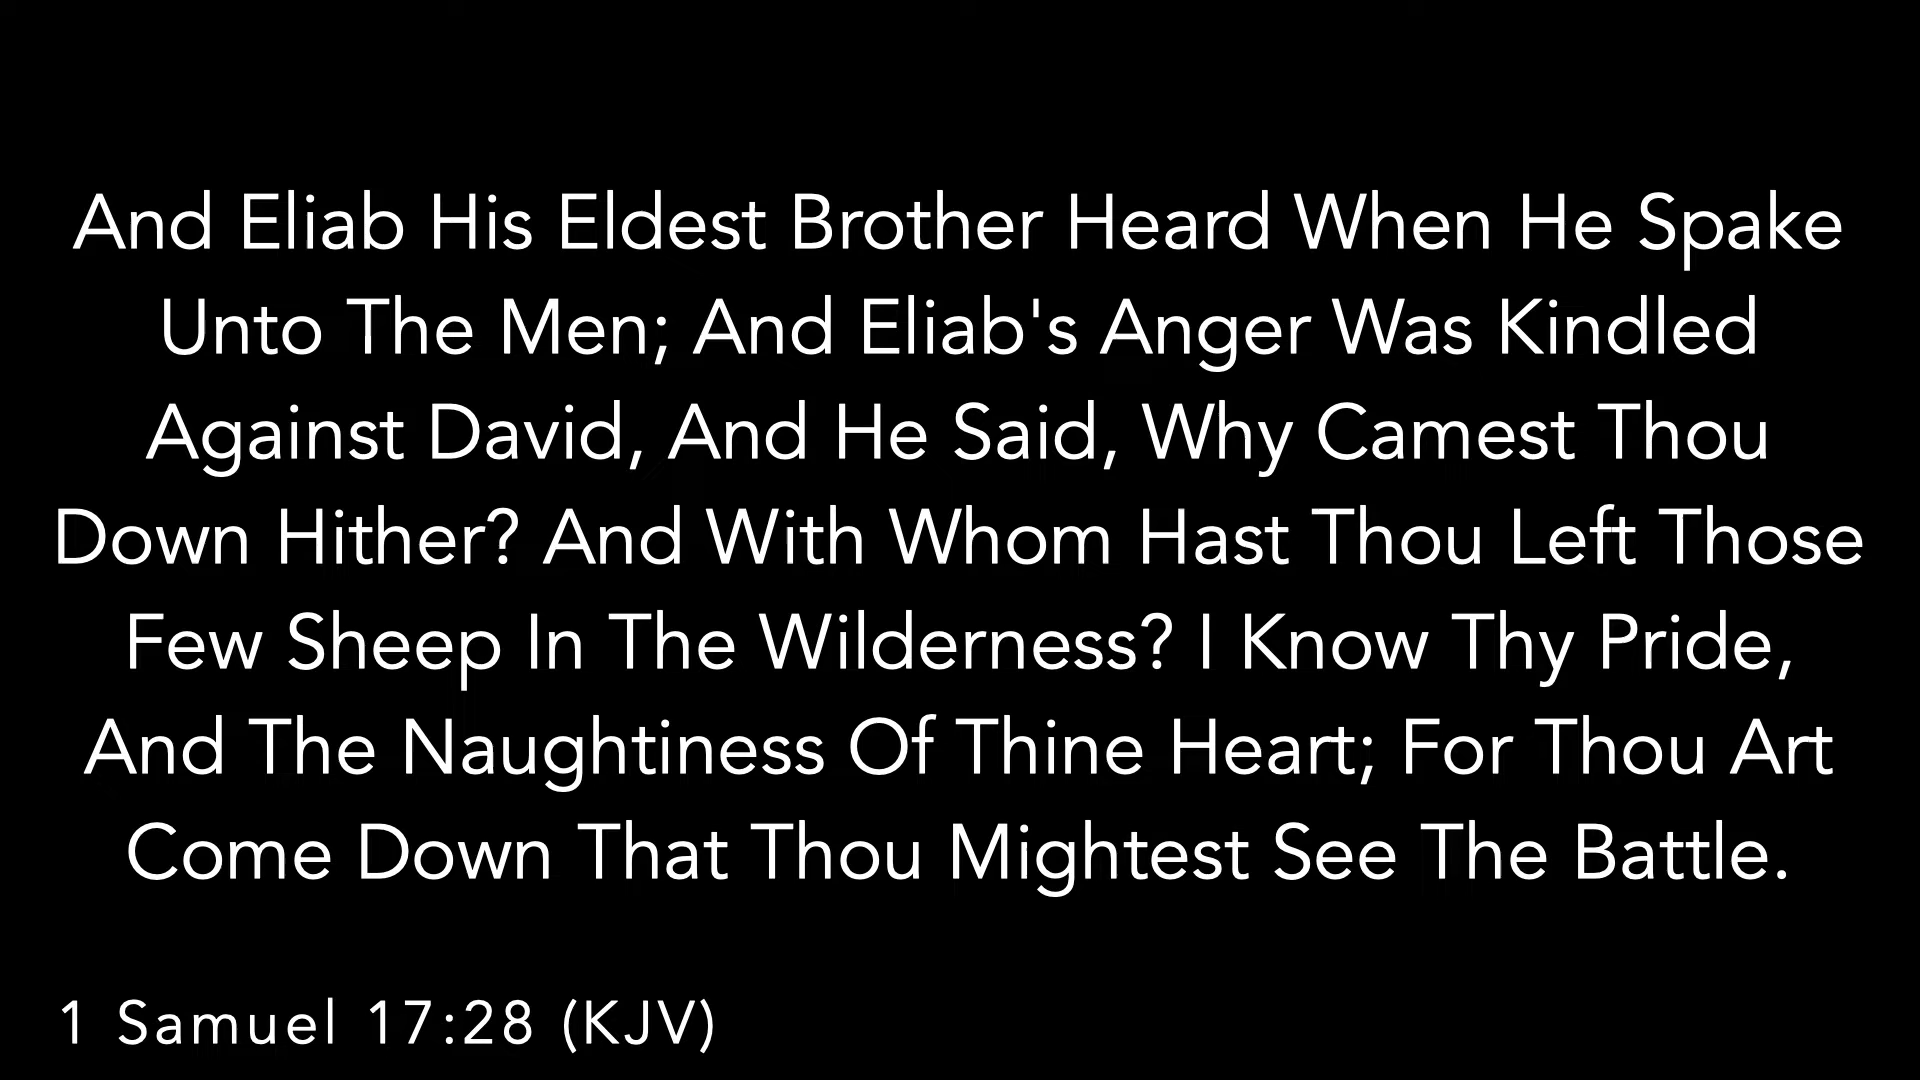 And Eliab His Eldest Brother Heard When He Spake
Unto The Men; And Eliab's Anger Was Kindled
Against David, And He Said, Why Camest Thou
Down Hither? And With Whom Hast Thou Left Those
Few Sheep In The Wilderness? I Know Thy Pride,
And The Naughtiness Of Thine Heart; For Thou Art
Come Down That Thou Mightest See The Battle.
1 Samuel 17:28 (KJV)